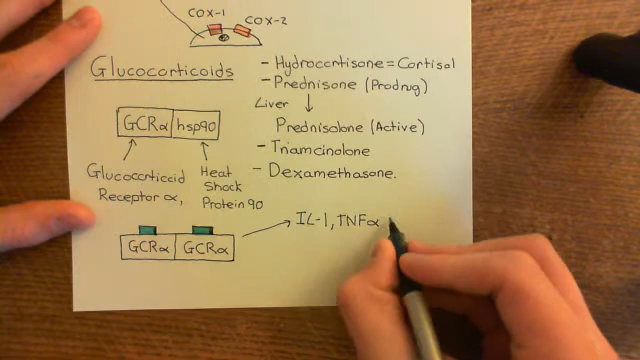 COX-1
COX-2
Glucocorticoids
- Hydrocortisone = Cortisol
- Prednisone (Prodrug)
Liver
Prednisolone (Active)
- Triamcinolone
- Dexamethasone.
GCRα hsp90
Glucocorticoid
Receptor α,
Heat
Shock
Protein 90
GCRα GCRα
IL-1, TNFα